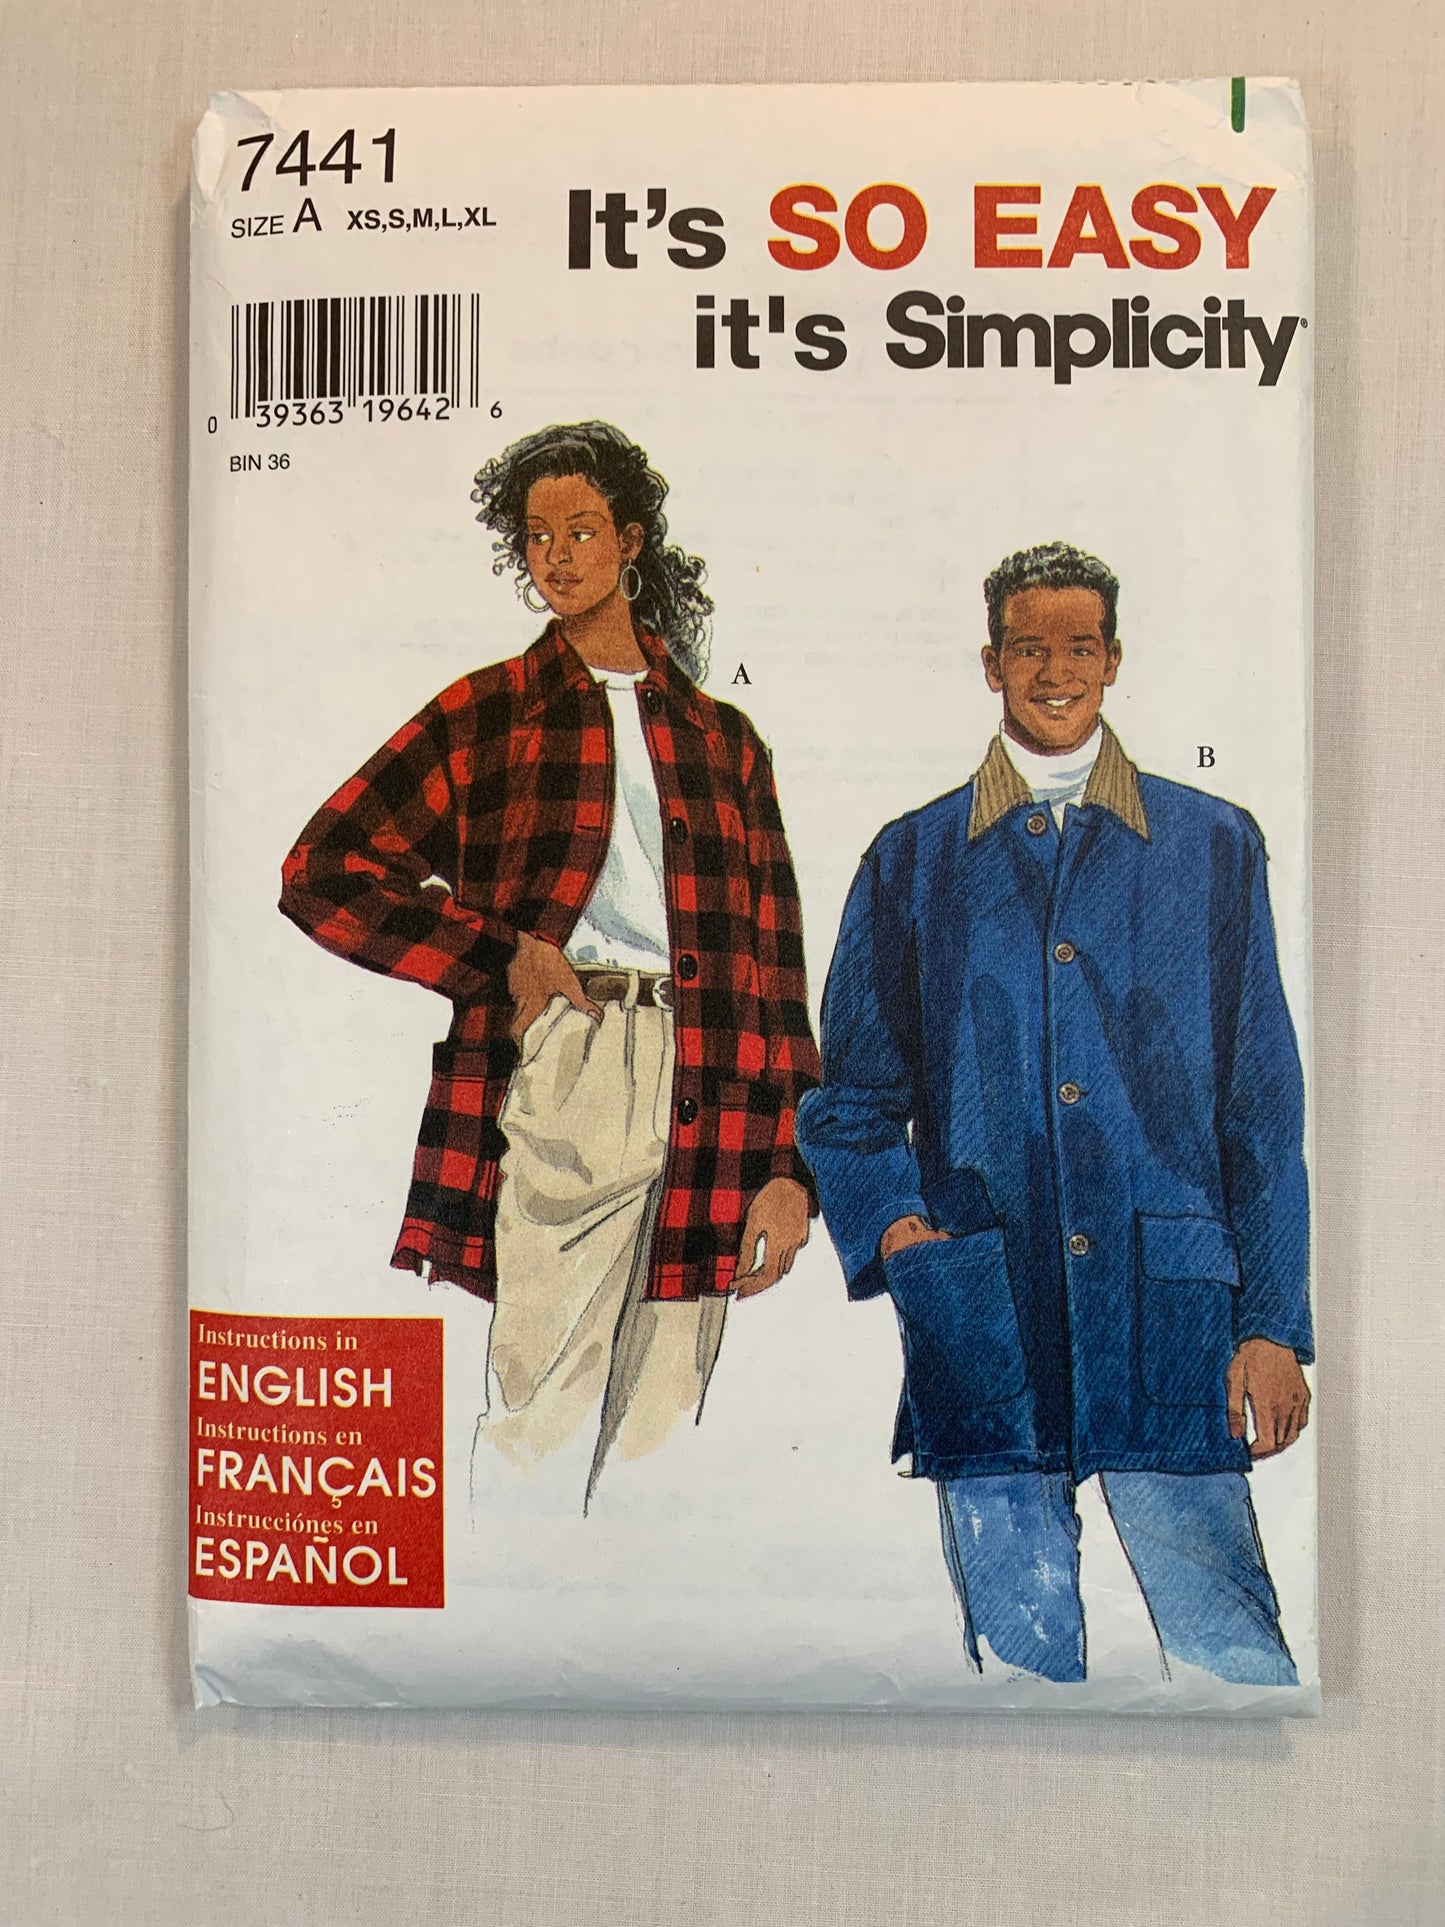 7441
SIZE A XS,S,M,L,XL
It's SO EASY
it's Simplicity®
0 39363 19642 6
BIN 36
A
B
Instructions in
ENGLISH
Instructions en
FRANÇAIS
Instrucciónes en
ESPAÑOL